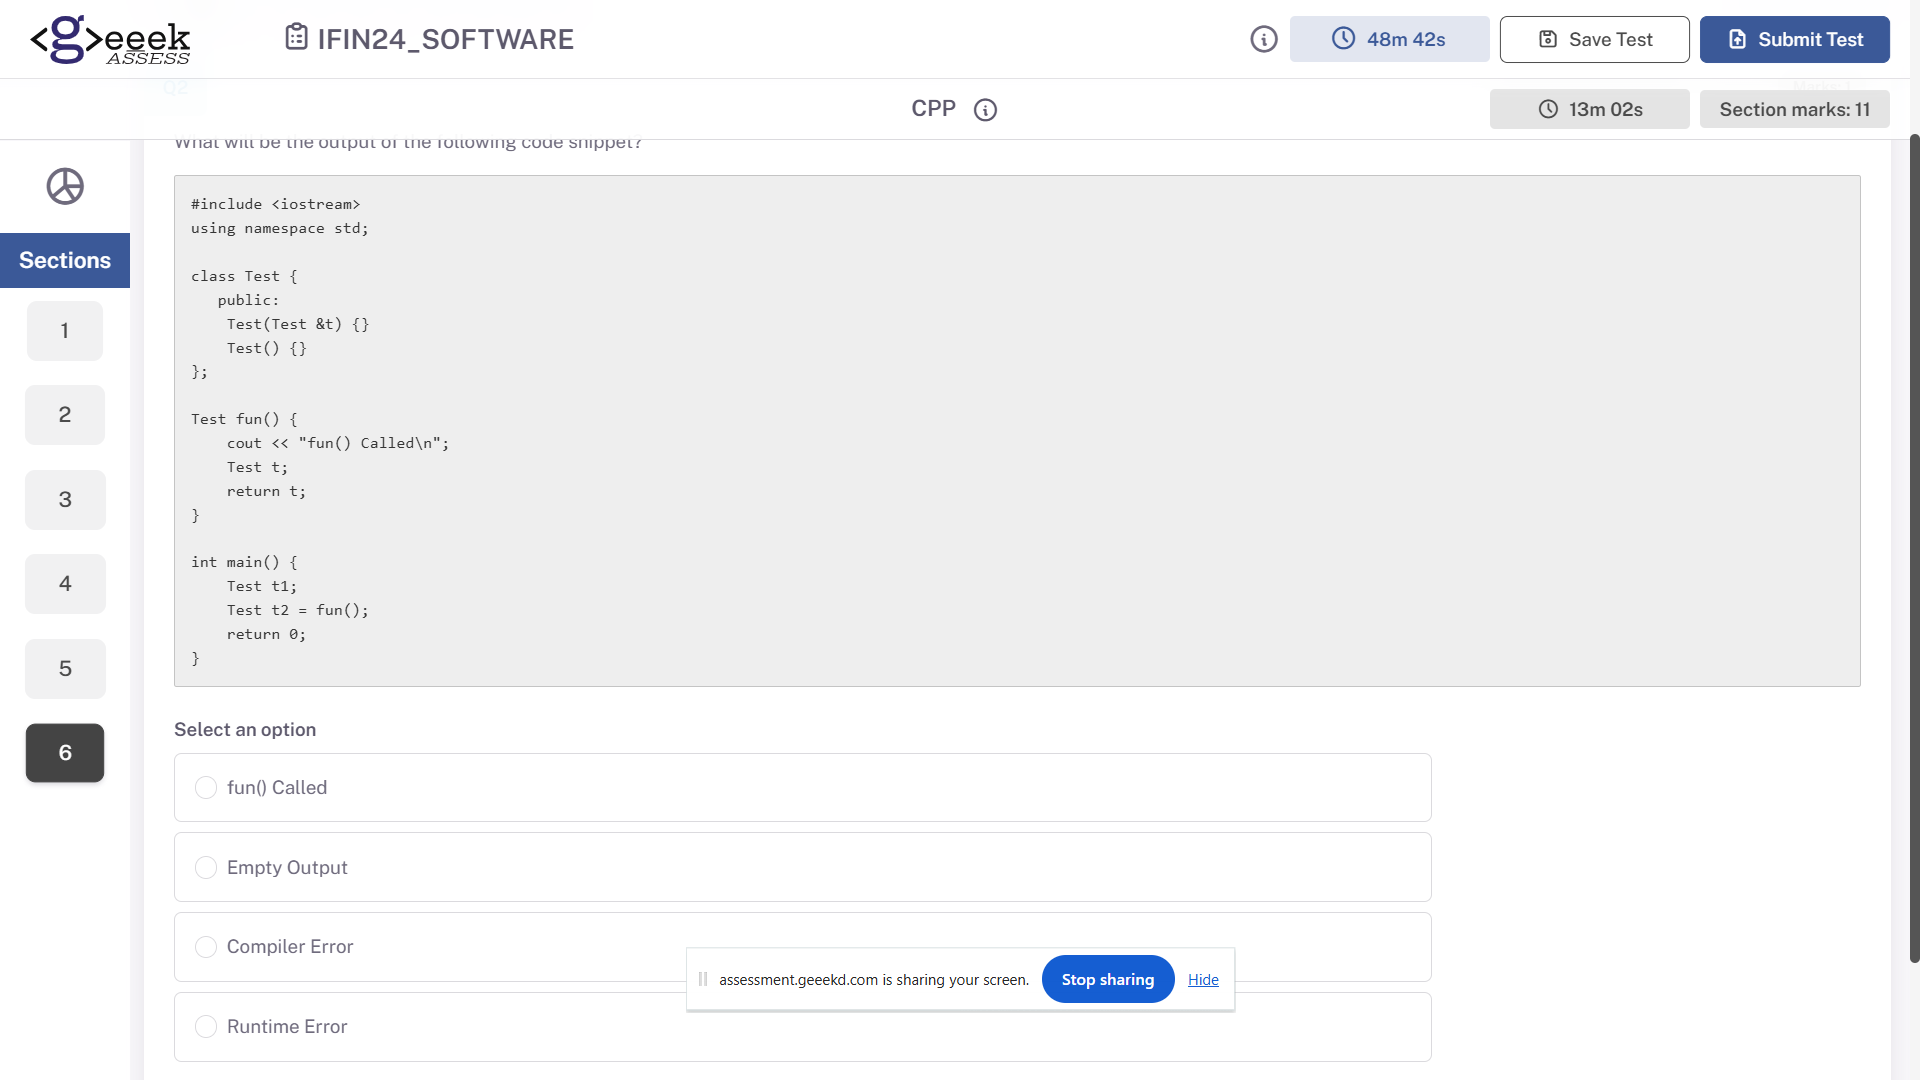 <g>eeek
ASSESS
IFIN24_SOFTWARE
48m 42s
Save Test
Submit Test
Q2
CPP
13m 02s
Section marks: 11
What will be the output of the following code snippet?
Sections
1
2
3
4
5
6
#include <iostream>
using namespace std;
class Test {
public:
Test(Test &t) {}
Test() {}
};
Test fun() {
cout << "fun() Called\n";
Test t;
return t;
}
int main() {
Test t1;
Test t2 = fun();
return 0;
}
Select an option
fun() Called
Empty Output
Compiler Error
Runtime Error
assessment.geeekd.com is sharing your screen.
Stop sharing
Hide